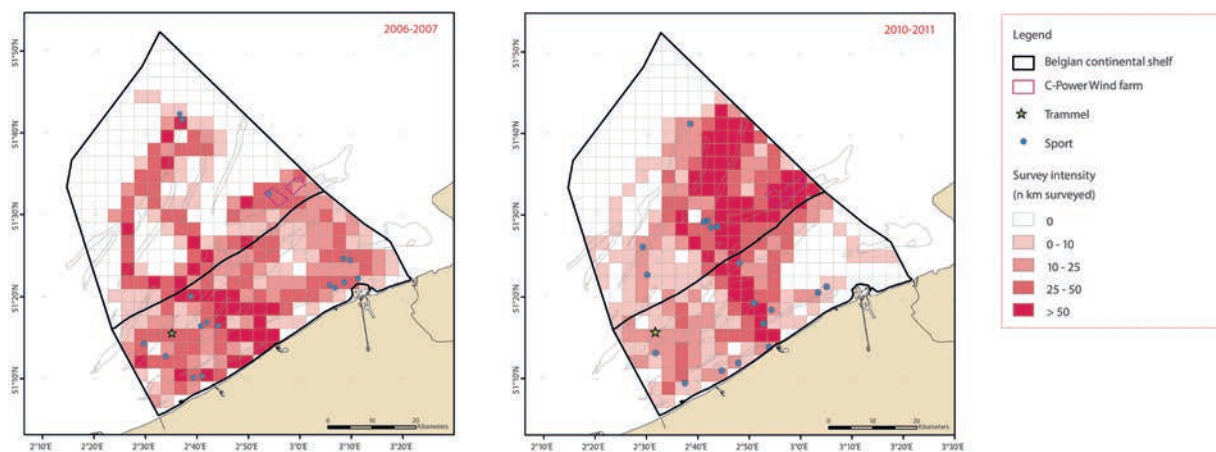 2006-2007
51°50'N
51°40'N
51°30'N
51°20'N
51°10'N
2°10'E 2°20'E 2°30'E 2°40'E 2°50'E 3°0'E 3°10'E 3°20'E
0 10 20
Kilometers
2010-2011
51°50'N
51°40'N
51°30'N
51°20'N
51°10'N
2°10'E 2°20'E 2°30'E 2°40'E 2°50'E 3°0'E 3°10'E 3°20'E 3°30'E
0 10 20
Kilometers
Legend
Belgian continental shelf
C-Power Wind farm
Trammel
Sport
Survey intensity
(n km surveyed)
0
0 - 10
10 - 25
25 - 50
> 50